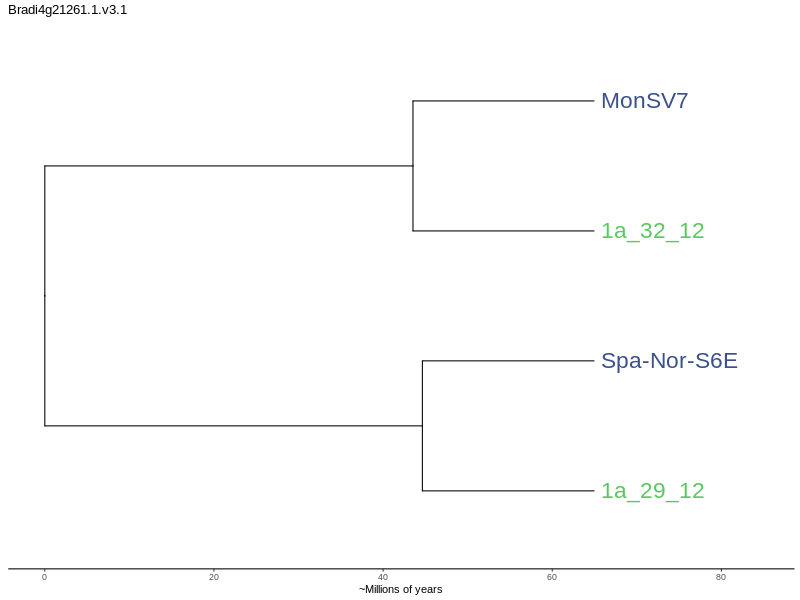 Bradi4g21261.1.v3.1
MonSV7
1a_32_12
Spa-Nor-S6E
1a_29_12
0 20 40 60 80
~Millions of years